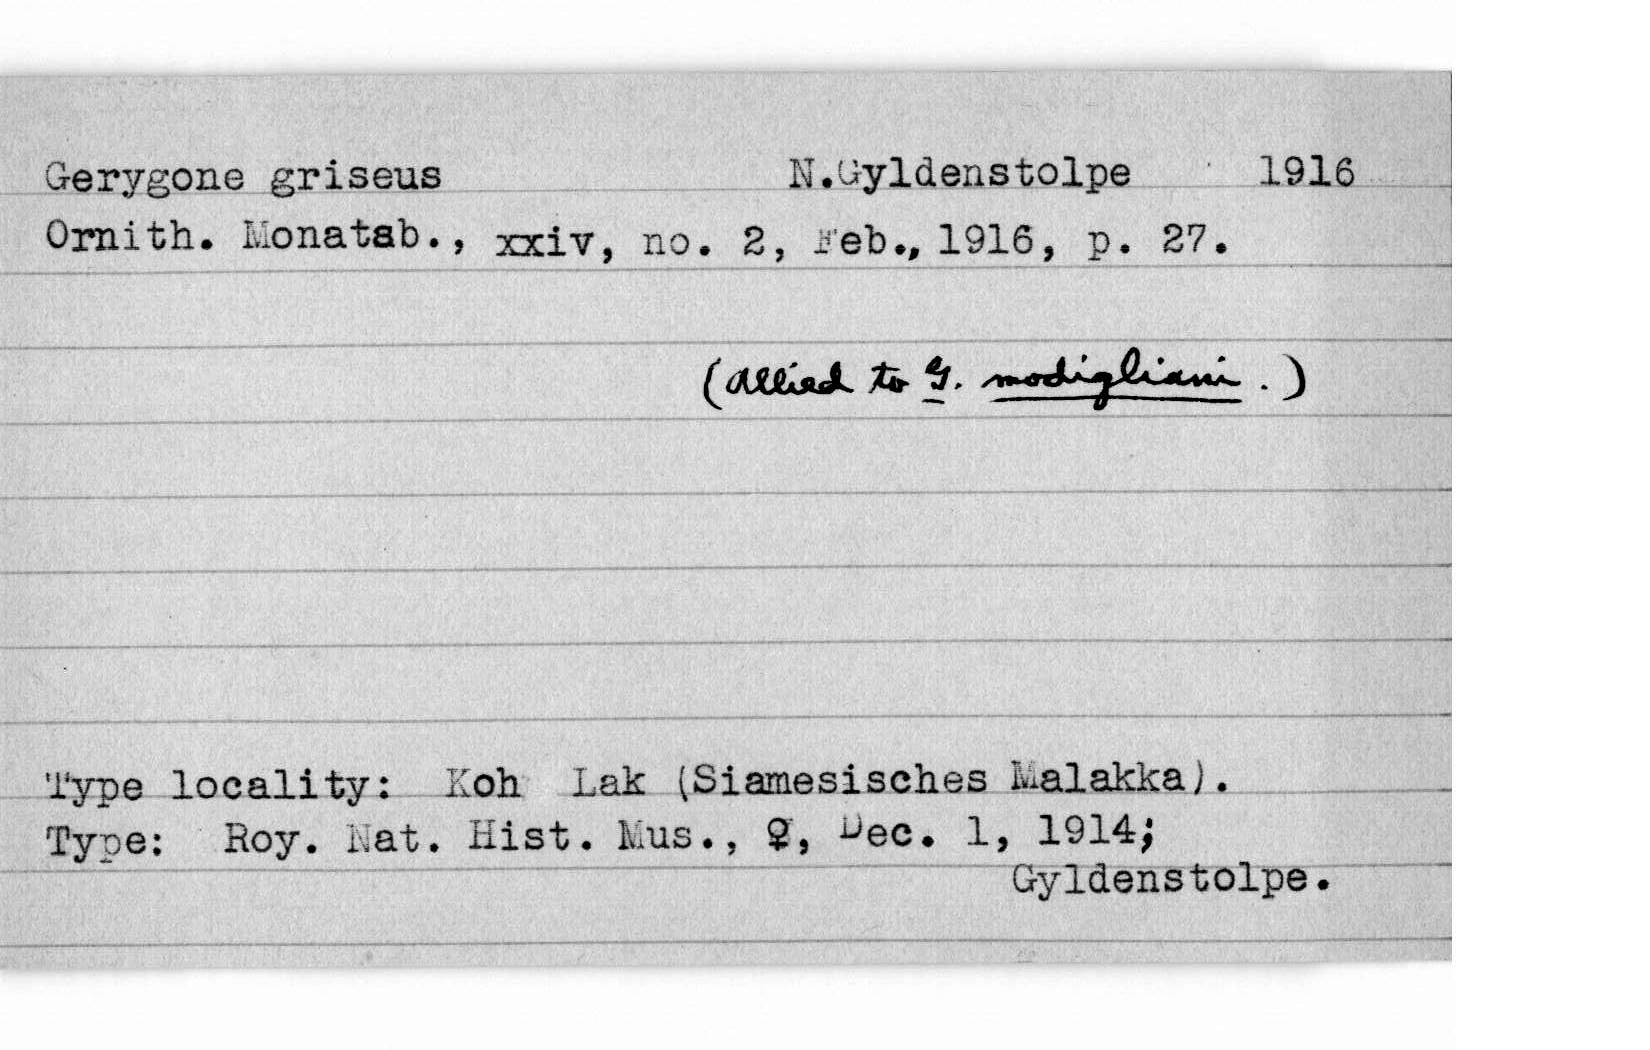 Gerygone griseus N.Gyldenstolpe 1916
Ornith. Monatab., xxiv, no. 2, Feb., 1916, p. 27.
(Allied to G. modigliani.)
Type locality: Koh Lak (Siamesisches Malakka).
Type: Roy. Nat. Hist. Mus., ♀, Dec. 1, 1914;
Gyldenstolpe.